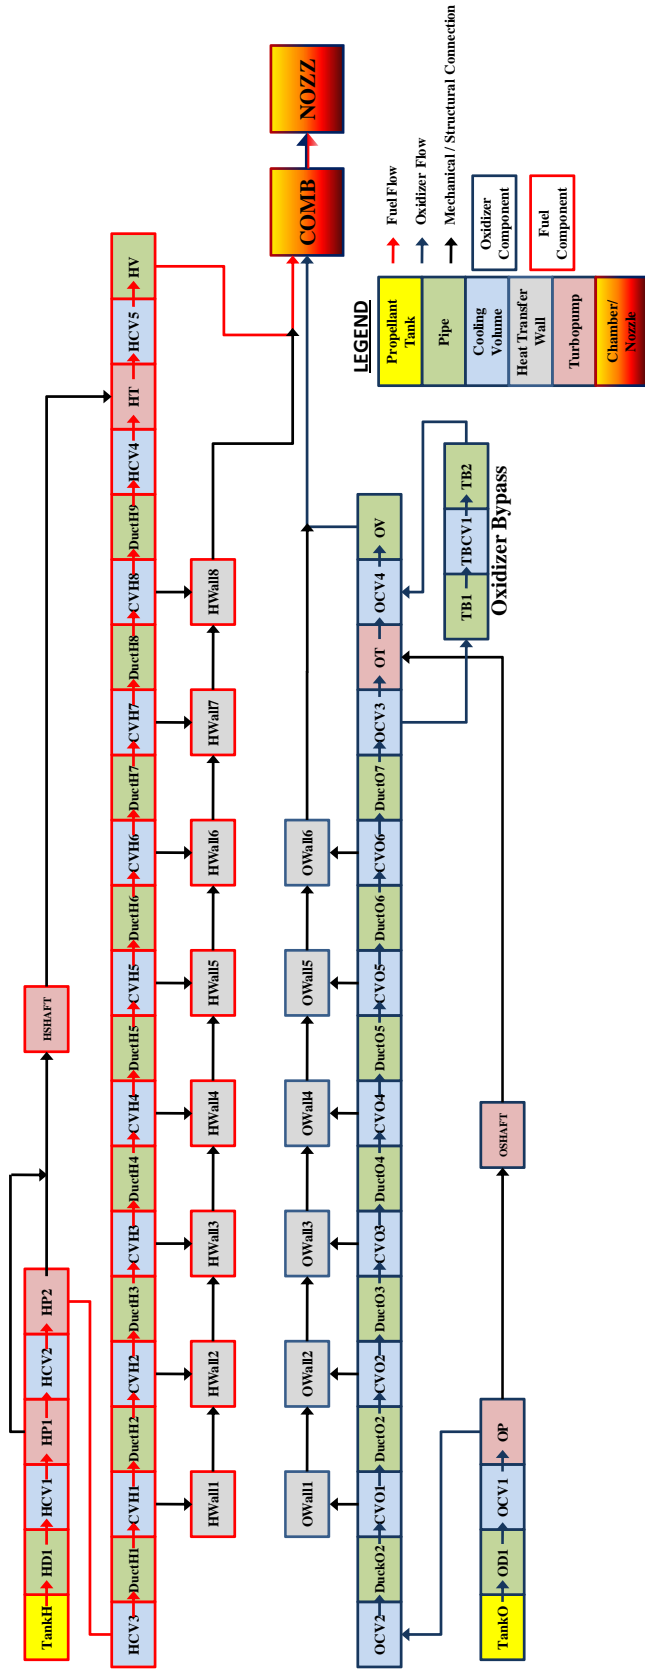 TankH
HD1
HCV1
HP1
HCV2
HP2
HSHAFT
HCV3
DuctH1
CVH1
DuctH2
CVH2
DuctH3
CVH3
DuctH4
CVH4
DuctH5
CVH5
DuctH6
CVH6
DuctH7
CVH7
DuctH8
CVH8
DuctH9
HCV4
HT
HCV5
HV
HWall1
HWall2
HWall3
HWall4
HWall5
HWall6
HWall7
HWall8
COMB
NOZZ
OWall1
OWall2
OWall3
OWall4
OWall5
OWall6
OCV2
DuckO2
CVO1
DuctO2
CVO2
DuctO3
CVO3
DuctO4
CVO4
DuctO5
CVO5
DuctO6
CVO6
DuctO7
OCV3
OT
OCV4
OV
TB1
TBCV1
TB2
Oxidizer Bypass
TankO
OD1
OCV1
OP
OSHAFT
LEGEND
Propellant
Tank
Pipe
Cooling
Volume
Heat Transfer
Wall
Turbopump
Chamber/
Nozzle
Fuel Flow
Oxidizer Flow
Mechanical / Structural Connection
Oxidizer
Component
Fuel
Component